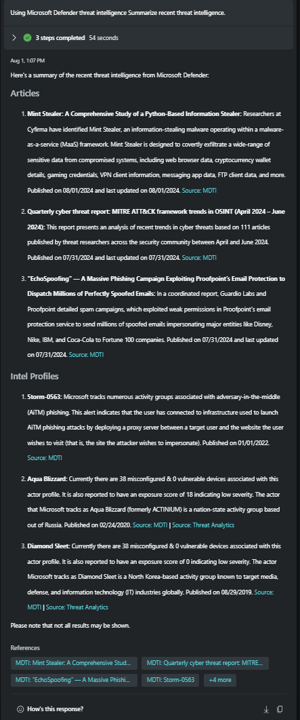 Using Microsoft Defender threat intelligence Summarize recent threat intelligence.
3 steps completed 54 seconds
Aug 1, 1:07 PM
Here's a summary of the recent threat intelligence from Microsoft Defender:
Articles
1. Mint Stealer: A Comprehensive Study of a Python-Based Information Stealer: Researchers at
Cyfirma have identified Mint Stealer, an information-stealing malware operating within a malware-
as-a-service (MaaS) framework. Mint Stealer is designed to covertly exfiltrate a wide-range of
sensitive data from compromised systems, including web browser data, cryptocurrency wallet
details, gaming credentials, VPN client information, messaging app data, FTP client data, and more.
Published on 08/01/2024 and last updated on 08/01/2024. Source: MDTI
2. Quarterly cyber threat report: MITRE ATT&CK framework trends in OSINT (April 2024 – June
2024): This report presents an analysis of recent trends in cyber threats based on 111 articles
published by threat researchers across the security community between April and June 2024.
Published on 07/31/2024 and last updated on 07/31/2024. Source: MDTI
3. "EchoSpoofing" — A Massive Phishing Campaign Exploiting Proofpoint's Email Protection to
Dispatch Millions of Perfectly Spoofed Emails: In a coordinated report, Guardio Labs and
Proofpoint detailed spam campaigns, which exploited weak permissions in Proofpoint's email
protection service to send millions of spoofed emails impersonating major entities like Disney,
Nike, IBM, and Coca-Cola to Fortune 100 companies. Published on 07/31/2024 and last updated
on 07/31/2024. Source: MDTI
Intel Profiles
1. Storm-0563: Microsoft tracks numerous activity groups associated with adversary-in-the-middle
(AiTM) phishing. This alert indicates that the user has connected to infrastructure used to launch
AiTM phishing attacks by deploying a proxy server between a target user and the website the user
wishes to visit (that is, the site the attacker wishes to impersonate). Published on 01/01/2022.
Source: MDTI
2. Aqua Blizzard: Currently there are 38 misconfigured & 0 vulnerable devices associated with this
actor profile. It is also reported to have an exposure score of 18 indicating low severity. The actor
that Microsoft tracks as Aqua Blizzard (formerly ACTINIUM) is a nation-state activity group based
out of Russia. Published on 02/24/2020. Source: MDTI | Source: Threat Analytics
3. Diamond Sleet: Currently there are 38 misconfigured & 0 vulnerable devices associated with this
actor profile. It is also reported to have an exposure score of 0 indicating low severity. The actor
Microsoft tracks as Diamond Sleet is a North Korea-based activity group known to target media,
defense, and information technology (IT) industries globally. Published on 08/29/2019. Source:
MDTI | Source: Threat Analytics
Please note that not all results may be shown.
References
MDTI: Mint Stealer: A Comprehensive Stud... MDTI: Quarterly cyber threat report: MITRE...
MDTI: "EchoSpoofing" — A Massive Phishi... MDTI: Storm-0563 +4 more
How's this response?